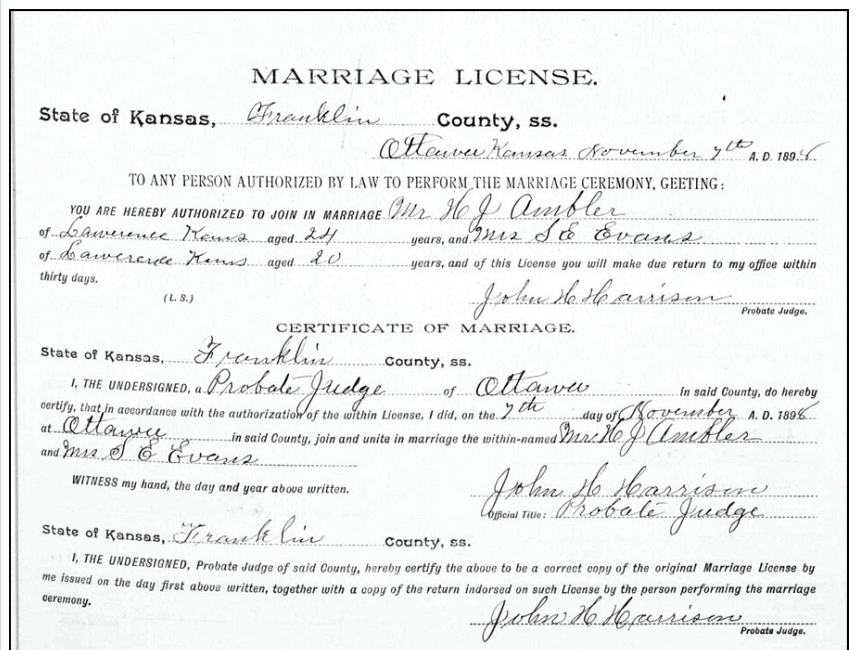 MARRIAGE LICENSE.
State of Kansas, Franklin County, ss.
Ottawa Kansas November 7th A. D. 1898
TO ANY PERSON AUTHORIZED BY LAW TO PERFORM THE MARRIAGE CEREMONY, GEETING:
YOU ARE HEREBY AUTHORIZED TO JOIN IN MARRIAGE Mr H J Ambler
of Lawerence Kans aged 24 years, and Mrs S E Evans
of Lawerence Kans aged 20 years, and of this License you will make due return to my office within
thirty days.
(L. S.) John H Harrison
Probate Judge.
CERTIFICATE OF MARRIAGE.
State of Kansas, Franklin County, ss.
I, THE UNDERSIGNED, a Probate Judge of Ottawa in said County, do hereby
certify, that in accordance with the authorization of the within License, I did, on the 7th day of November A. D. 1898
at Ottawa in said County, join and unite in marriage the within-named Mr. H J Ambler
and Mrs S E Evans
WITNESS my hand, the day and year above written. John H Harrison
Official Title: Probate Judge
State of Kansas, Franklin County, ss.
I, THE UNDERSIGNED, Probate Judge of said County, hereby certify the above to be a correct copy of the original Marriage License by
me issued on the day first above written, together with a copy of the return indorsed on such License by the person performing the marriage
ceremony. John H Harrison
Probate Judge.